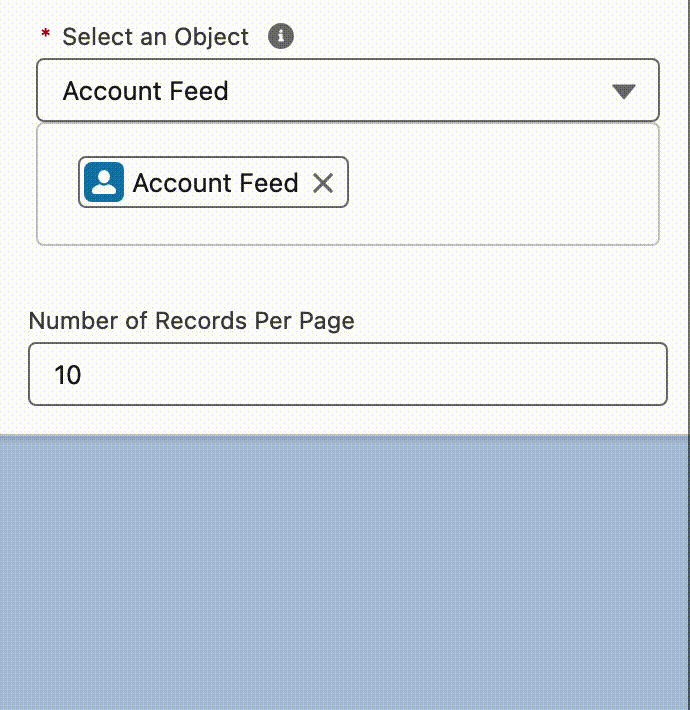 * Select an Object
Account Feed
Account Feed
Number of Records Per Page
10